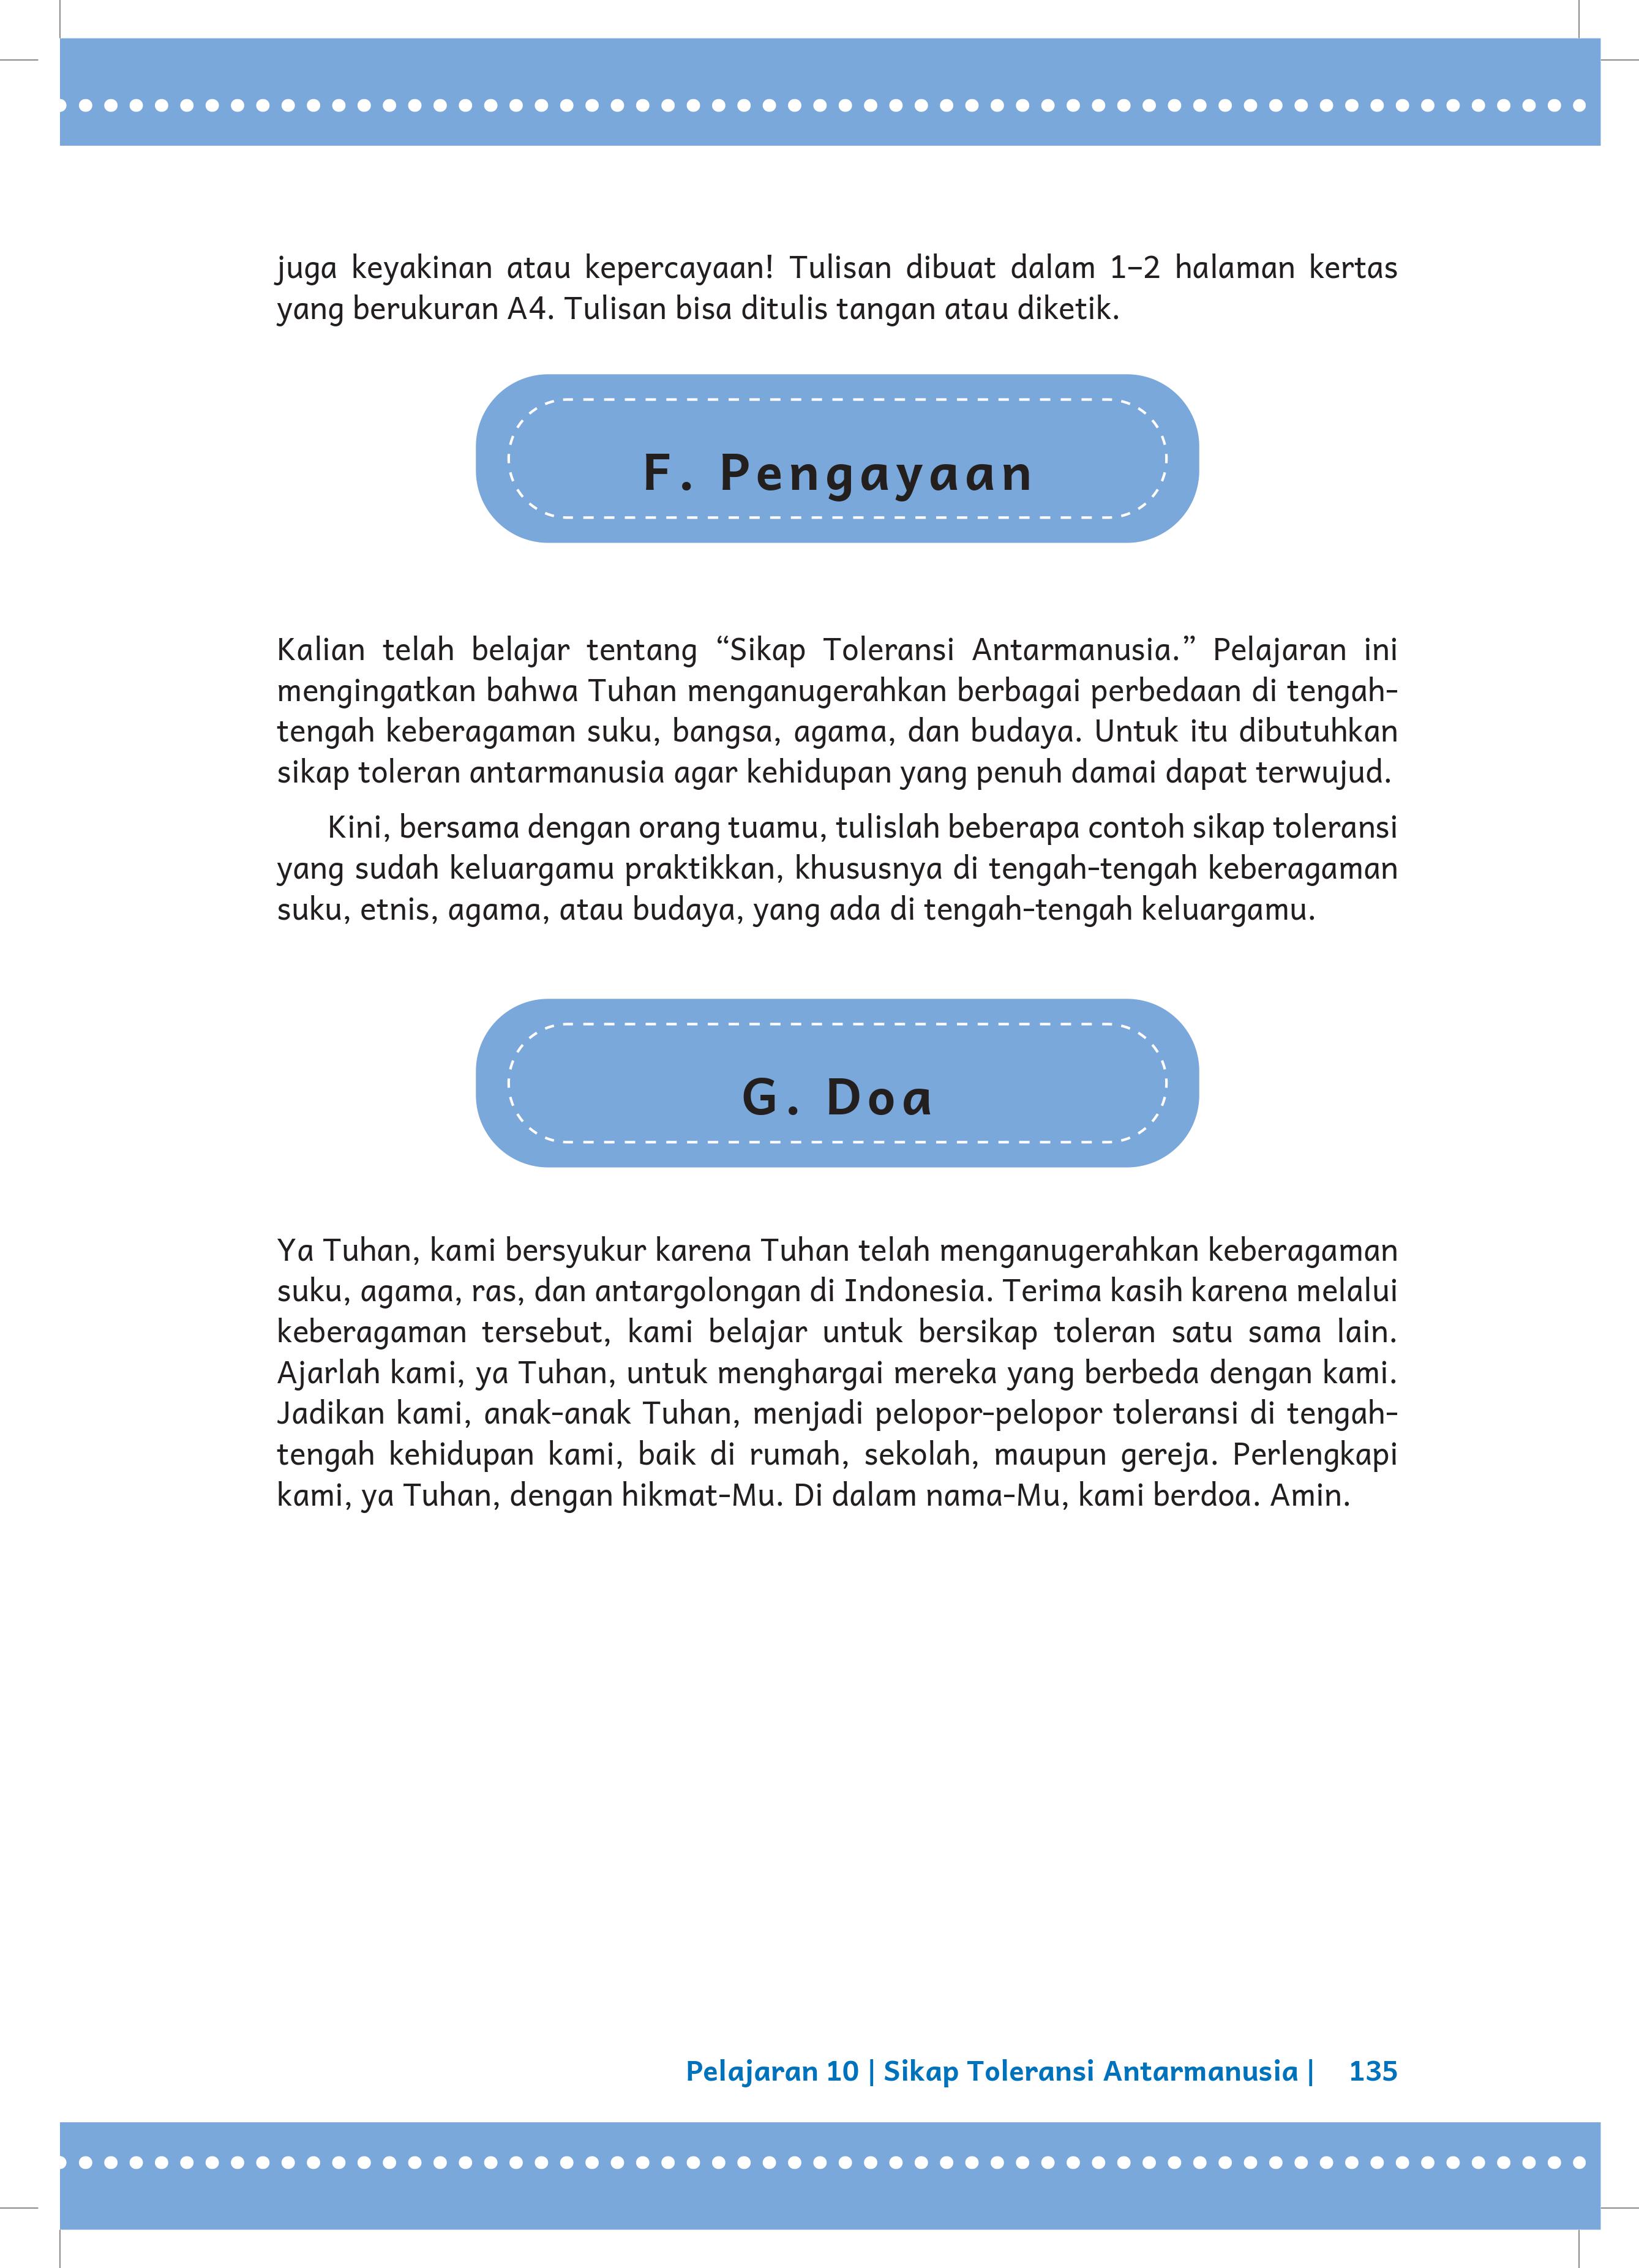 juga keyakinan atau kepercayaan! Tulisan dibuat dalam 1–2 halaman kertas
yang berukuran A4. Tulisan bisa ditulis tangan atau diketik.
F. Pengayaan
Kalian telah belajar tentang “Sikap Toleransi Antarmanusia.” Pelajaran ini
mengingatkan bahwa Tuhan menganugerahkan berbagai perbedaan di tengah-
tengah keberagaman suku, bangsa, agama, dan budaya. Untuk itu dibutuhkan
sikap toleran antarmanusia agar kehidupan yang penuh damai dapat terwujud.
Kini, bersama dengan orang tuamu, tulislah beberapa contoh sikap toleransi
yang sudah keluargamu praktikkan, khususnya di tengah-tengah keberagaman
suku, etnis, agama, atau budaya, yang ada di tengah-tengah keluargamu.
G. Doa
Ya Tuhan, kami bersyukur karena Tuhan telah menganugerahkan keberagaman
suku, agama, ras, dan antargolongan di Indonesia. Terima kasih karena melalui
keberagaman tersebut, kami belajar untuk bersikap toleran satu sama lain.
Ajarlah kami, ya Tuhan, untuk menghargai mereka yang berbeda dengan kami.
Jadikan kami, anak-anak Tuhan, menjadi pelopor-pelopor toleransi di tengah-
tengah kehidupan kami, baik di rumah, sekolah, maupun gereja. Perlengkapi
kami, ya Tuhan, dengan hikmat-Mu. Di dalam nama-Mu, kami berdoa. Amin.
Pelajaran 10 | Sikap Toleransi Antarmanusia | 135